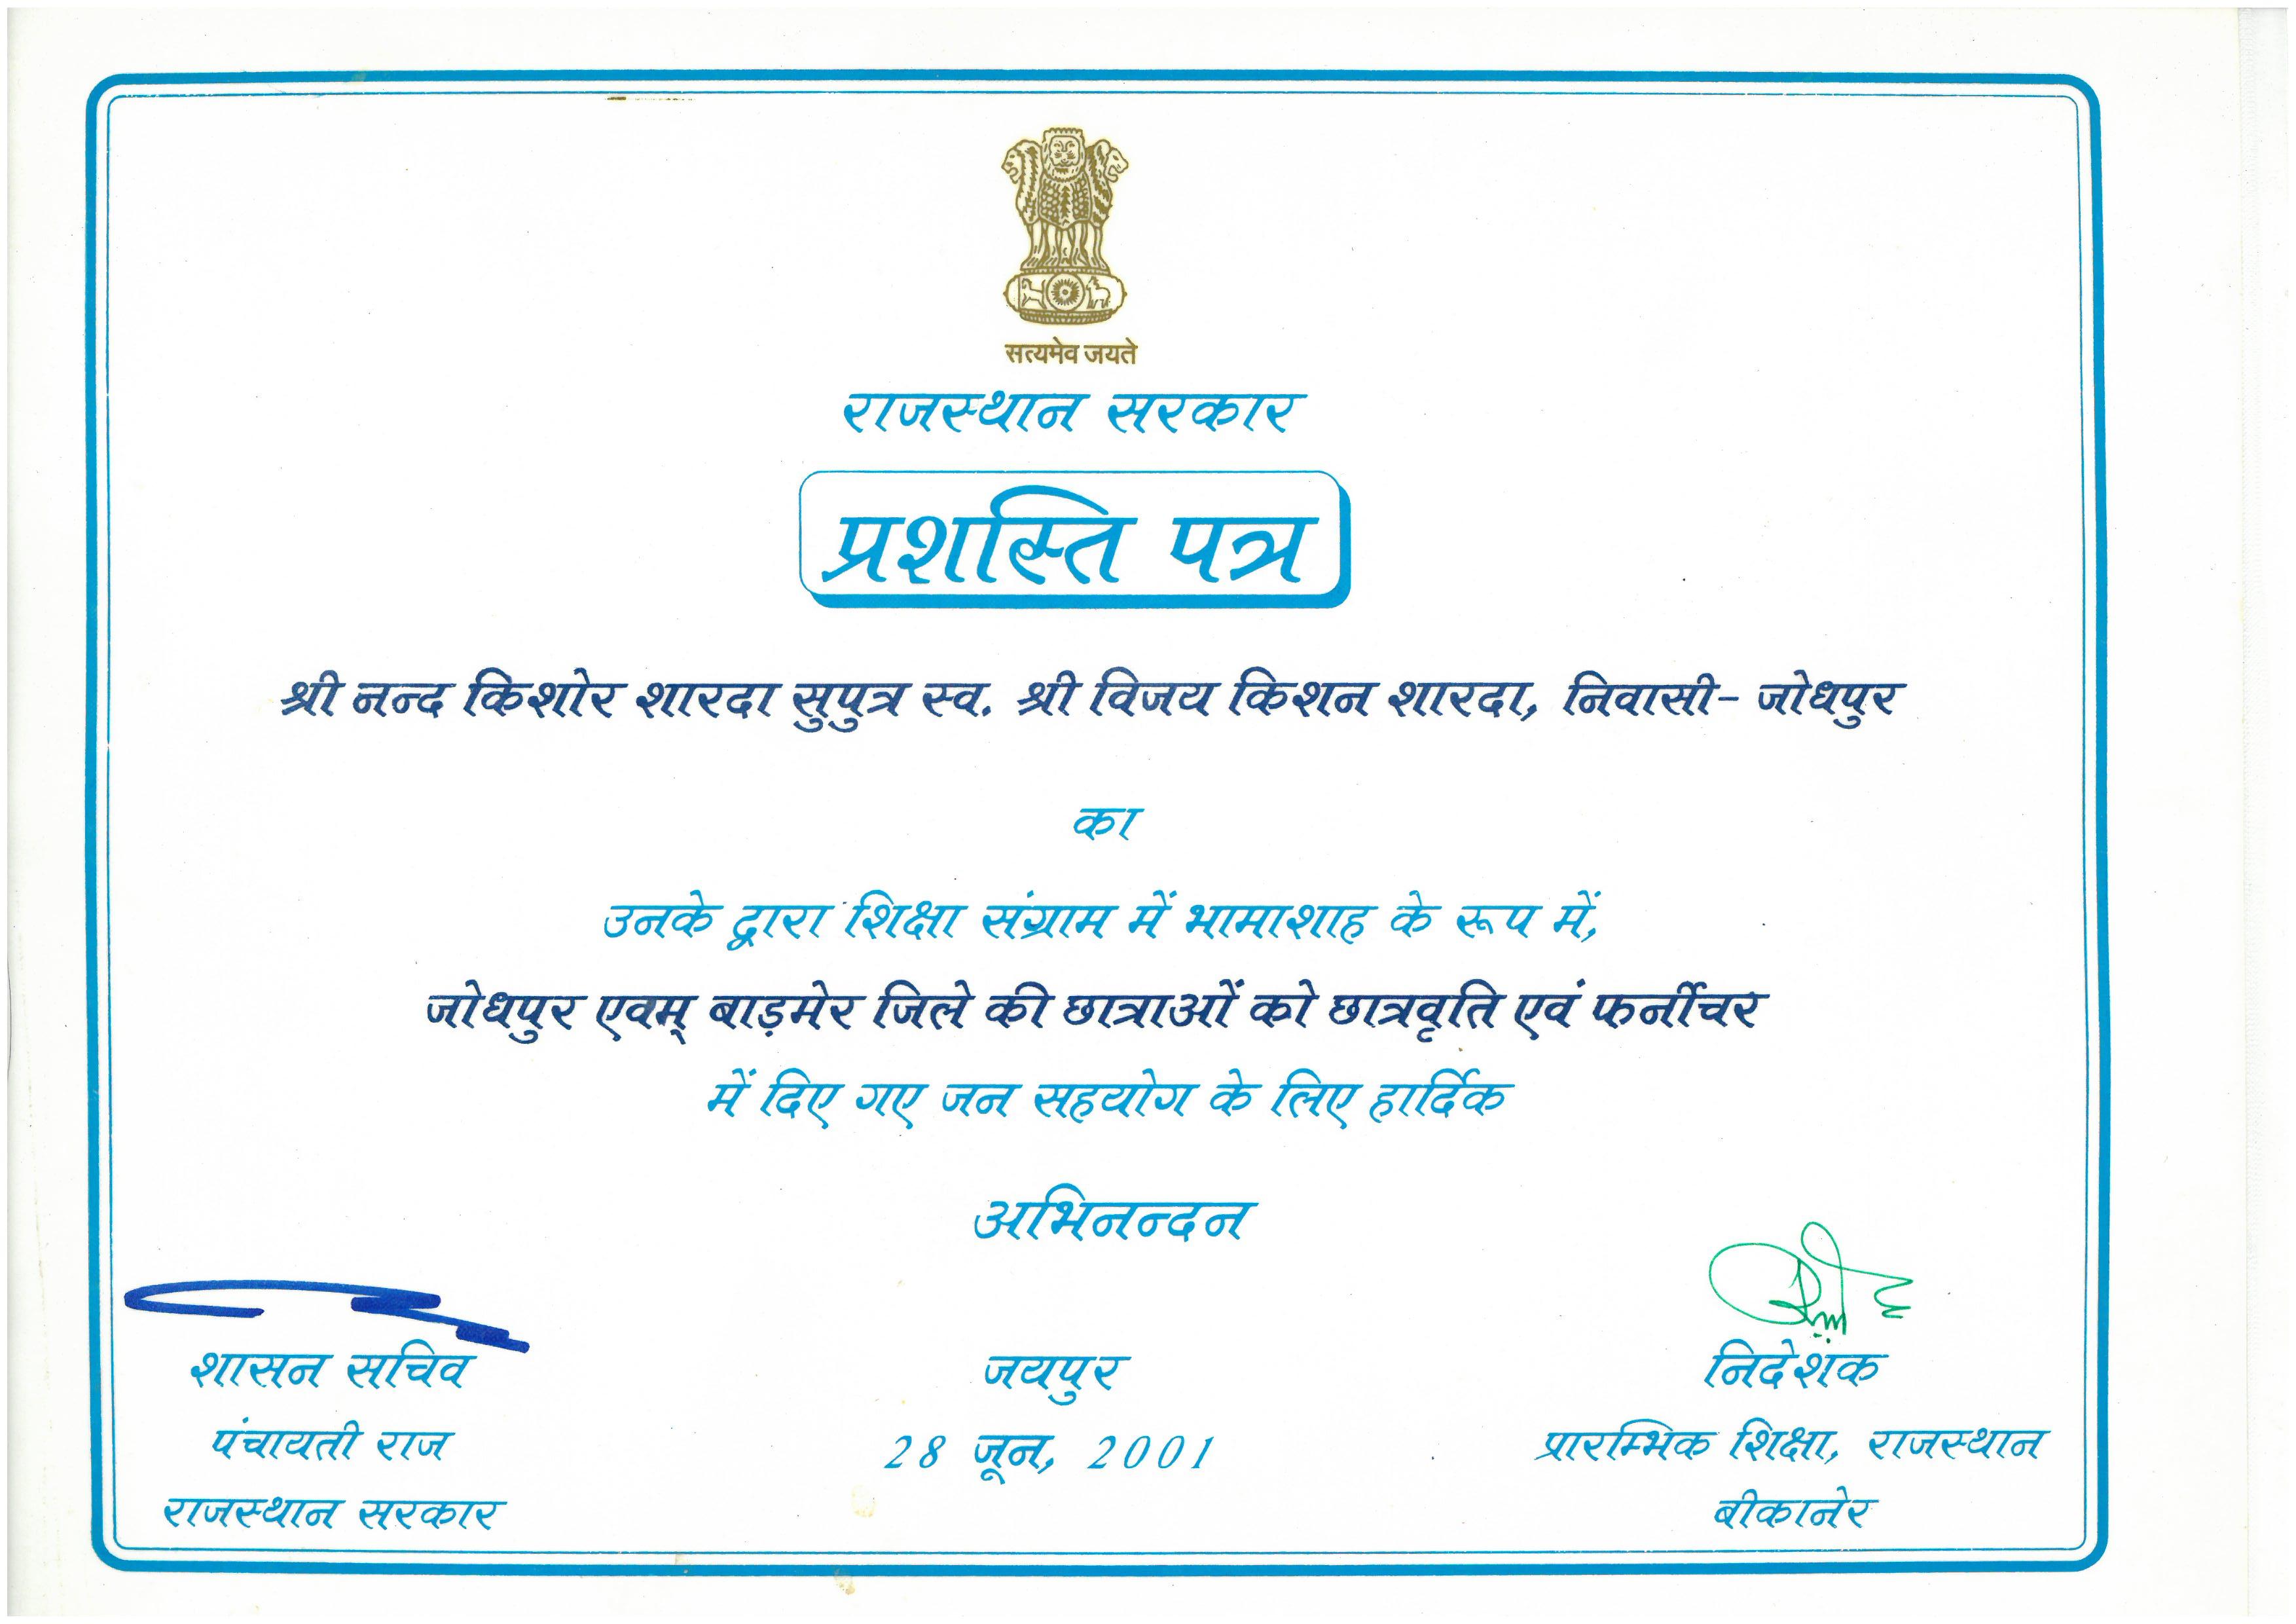 सत्यमेव जयते
राजस्थान सरकार
प्रशस्ति पत्र
श्री नन्द किशोर शारदा सुपुत्र स्व. श्री विजय किशन शारदा, निवासी- जोधपुर
का
उनके द्वारा शिक्षा संग्राम में भामाशाह के रूप में,
जोधपुर एवम् बाड़मेर जिले की छात्राओं को छात्रवृति एवं फर्नीचर
में दिए गए जन सहयोग के लिए हार्दिक
अभिनन्दन
शासन सचिव
पंचायती राज
राजस्थान सरकार
जयपुर
28 जून, 2001
निदेशक
प्रारम्भिक शिक्षा, राजस्थान
बीकानेर